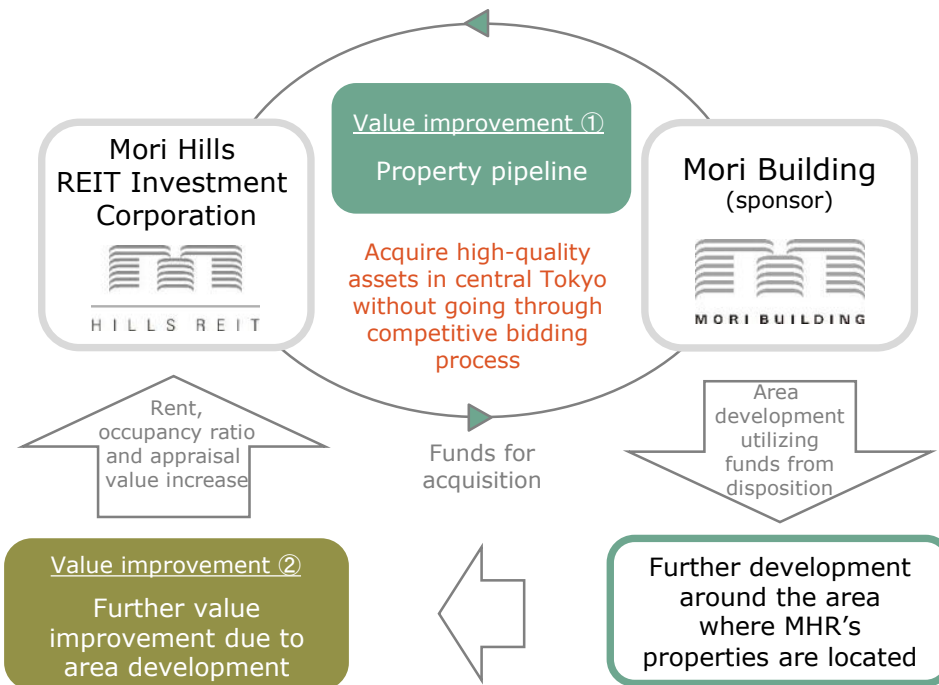 Value improvement ①
Property pipeline
Mori Hills
REIT Investment
Corporation
HILLS REIT
Mori Building
(sponsor)
MORI BUILDING
Acquire high-quality
assets in central Tokyo
without going through
competitive bidding
process
Rent,
occupancy ratio
and appraisal
value increase
Funds for
acquisition
Area
development
utilizing
funds from
disposition
Value improvement ②
Further value
improvement due to
area development
Further development
around the area
where MHR's
properties are located